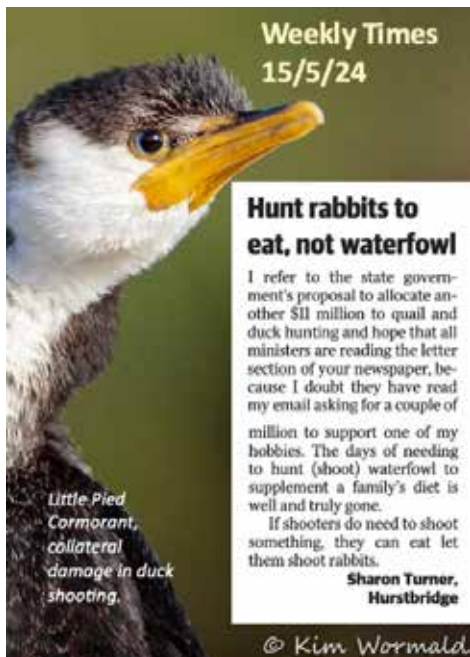 Weekly Times
15/5/24
Hunt rabbits to
eat, not waterfowl
I refer to the state govern-
ment's proposal to allocate an-
other $11 million to quail and
duck hunting and hope that all
ministers are reading the letter
section of your newspaper, be-
cause I doubt they have read
my email asking for a couple of
million to support one of my
hobbies. The days of needing
to hunt (shoot) waterfowl to
supplement a family's diet is
well and truly gone.
If shooters do need to shoot
something, they can eat let
them shoot rabbits.
Sharon Turner,
Hurstbridge
Little Pied
Cormorant,
collateral
damage in duck
shooting.
© Kim Wormald